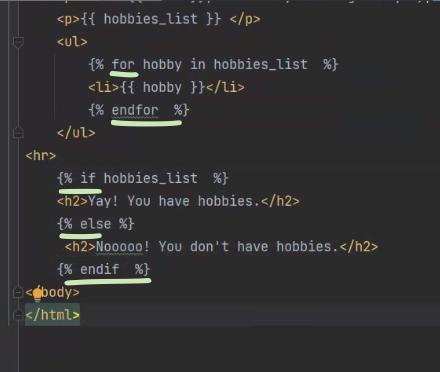 <p>{{ hobbies_list }} </p>
<ul>
{% for hobby in hobbies_list  %}
<li>{{ hobby }}</li>
{% endfor  %}
</ul>
<hr>
{% if hobbies_list  %}
<h2>Yay! You have hobbies.</h2>
{% else %}
<h2>Nooooo! You don't have hobbies.</h2>
{% endif  %}
body>
</html>